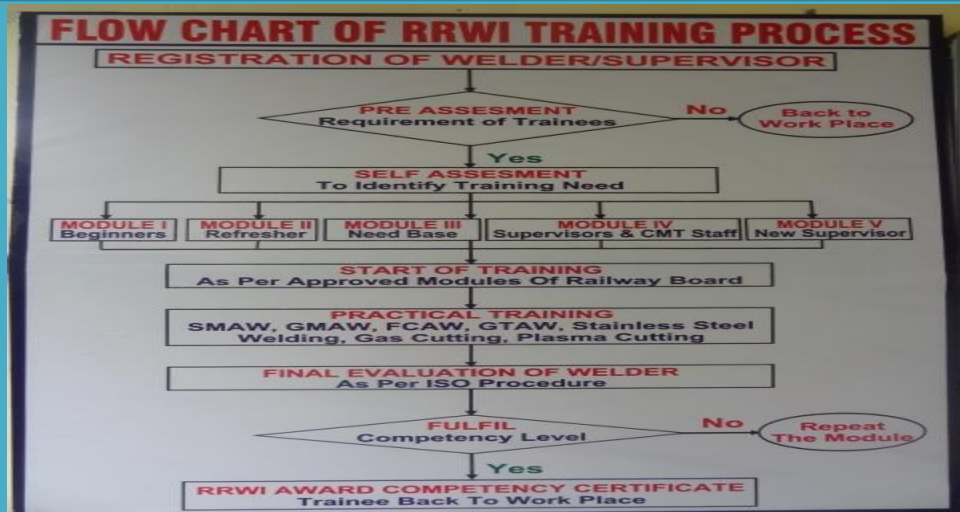 FLOW CHART OF RRWI TRAINING PROCESS
REGISTRATION OF WELDER/SUPERVISOR
PRE ASSESMENT
Requirement of Trainees
No
Back to
Work Place
Yes
SELF ASSESMENT
To Identify Training Need
MODULE I
Beginners
MODULE II
Refresher
MODULE III
Need Base
MODULE IV
Supervisors & CMT Staff
MODULE V
New Supervisor
START OF TRAINING
As Per Approved Modules Of Railway Board
PRACTICAL TRAINING
SMAW, GMAW, FCAW, GTAW, Stainless Steel
Welding, Gas Cutting, Plasma Cutting
FINAL EVALUATION OF WELDER
As Per ISO Procedure
FULFIL
Competency Level
No
Repeat
The Module
Yes
RRWI AWARD COMPETENCY CERTIFICATE
Trainee Back To Work Place